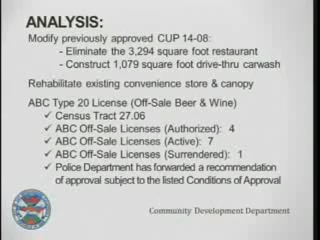 ANALYSIS:
Modify previously approved CUP 14-08:
- Eliminate the 3,294 square foot restaurant
- Construct 1,079 square foot drive-thru carwash
Rehabilitate existing convenience store & canopy
ABC Type 20 License (Off-Sale Beer & Wine)
✓ Census Tract 27.06
✓ ABC Off-Sale Licenses (Authorized): 4
✓ ABC Off-Sale Licenses (Active): 7
✓ ABC Off-Sale Licenses (Surrendered): 1
✓ Police Department has forwarded a recommendation
of approval subject to the listed Conditions of Approval
Community Development Department